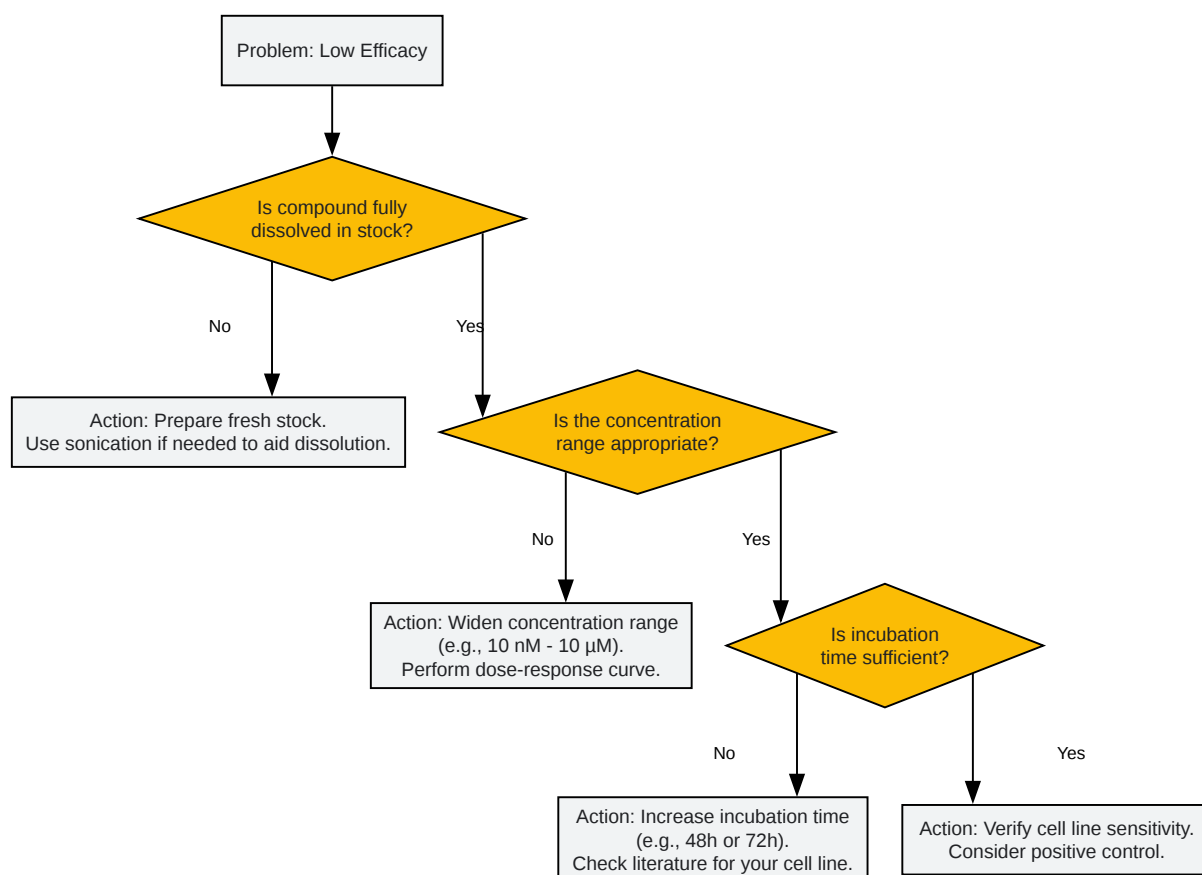 Problem: Low Efficacy
Is compound fully
dissolved in stock?
No
Yes
Action: Prepare fresh stock.
Use sonication if needed to aid dissolution.
Is the concentration
range appropriate?
No
Yes
Action: Widen concentration range
(e.g., 10 nM - 10 µM).
Perform dose-response curve.
Is incubation
time sufficient?
No
Yes
Action: Increase incubation time
(e.g., 48h or 72h).
Check literature for your cell line.
Action: Verify cell line sensitivity.
Consider positive control.